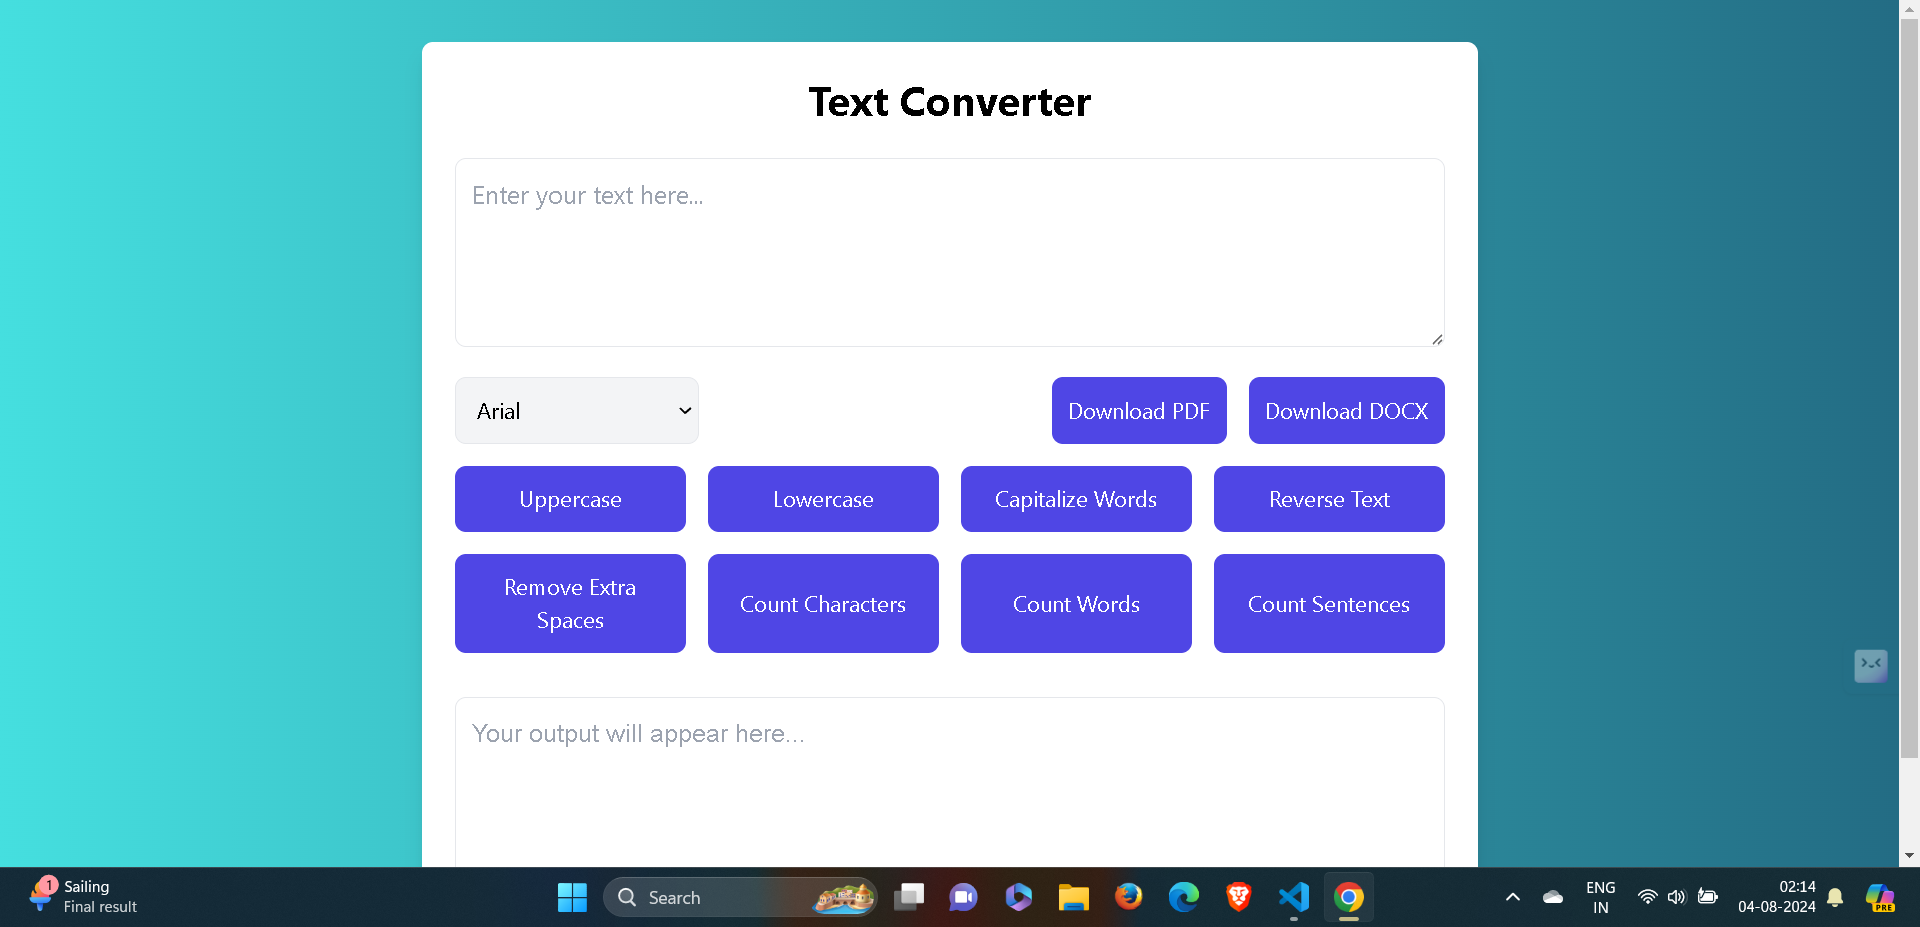 Text Converter
Enter your text here...
Arial
Download PDF
Download DOCX
Uppercase
Lowercase
Capitalize Words
Reverse Text
Remove Extra
Spaces
Count Characters
Count Words
Count Sentences
Your output will appear here...
1
Sailing
Final result
Search
ENG
IN
02:14
04-08-2024
PRE